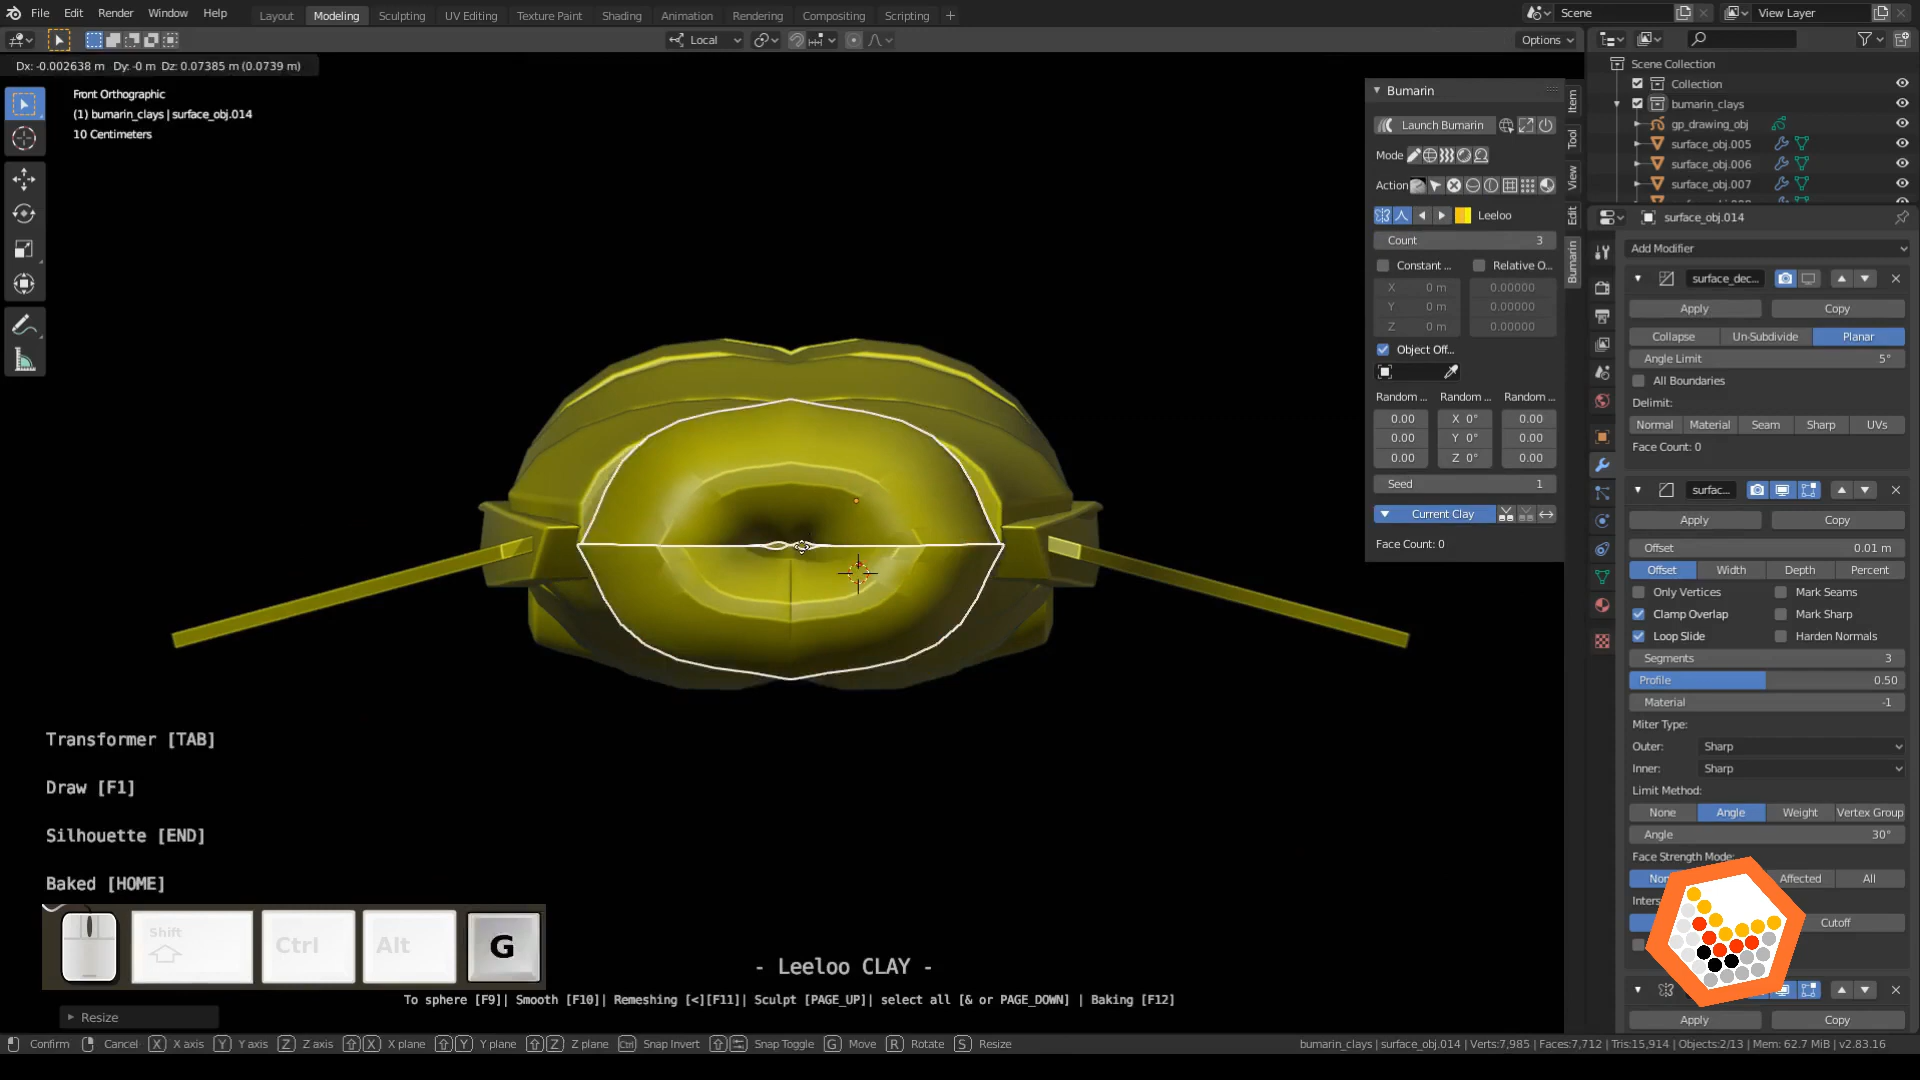 File Edit Render Window Help Layout Modeling Sculpting UV Editing Texture Paint Shading Animation Rendering Compositing Scripting + Scene View Layer
Local Options
Dx: -0.002638 m Dy: -0 m Dz: 0.07385 m (0.0739 m)
Front Orthographic
(1) bumarin_clays | surface_obj.014
10 Centimeters
Bumarin
Launch Bumarin
Mode
Action
Leeloo
Count 3
Constant ... Relative O...
X 0 m 0.00000
Y 0 m 0.00000
Z 0 m 0.00000
Object Off...
Random ... Random ... Random ...
0.00 X 0° 0.00
0.00 Y 0° 0.00
0.00 Z 0° 0.00
Seed 1
Current Clay
Face Count: 0
Item
Tool
View
Edit
Bumarin
Scene Collection
Collection
bumarin_clays
gp_drawing_obj
surface_obj.005
surface_obj.006
surface_obj.007
surface_obj.014
Add Modifier
surface_dec...
Apply Copy
Collapse Un-Subdivide Planar
Angle Limit 5°
All Boundaries
Delimit:
Normal Material Seam Sharp UVs
Face Count: 0
surfac...
Apply Copy
Offset 0.01 m
Offset Width Depth Percent
Only Vertices Mark Seams
Clamp Overlap Mark Sharp
Loop Slide Harden Normals
Segments 3
Profile 0.50
Material -1
Miter Type:
Outer: Sharp
Inner: Sharp
Limit Method:
None Angle Weight Vertex Group
Angle 30°
Face Strength Mode:
Affected All
Cutoff
Apply Copy
Transformer [TAB]
Draw [F1]
Silhouette [END]
Baked [HOME]
Shift Ctrl Alt G
- Leeloo CLAY -
To sphere [F9]| Smooth [F10]| Remeshing [<][F11]| Sculpt [PAGE_UP]| select all [& or PAGE_DOWN] | Baking [F12]
Resize
Confirm Cancel X X axis Y Y axis Z Z axis X X plane Y Y plane Z Z plane Ctrl Snap Invert Snap Toggle G Move R Rotate S Resize
bumarin_clays | surface_obj.014 | Verts:7,985 | Faces:7,712 | Tris:15,914 | Objects:2/13 | Mem: 62.7 MiB | v2.83.16